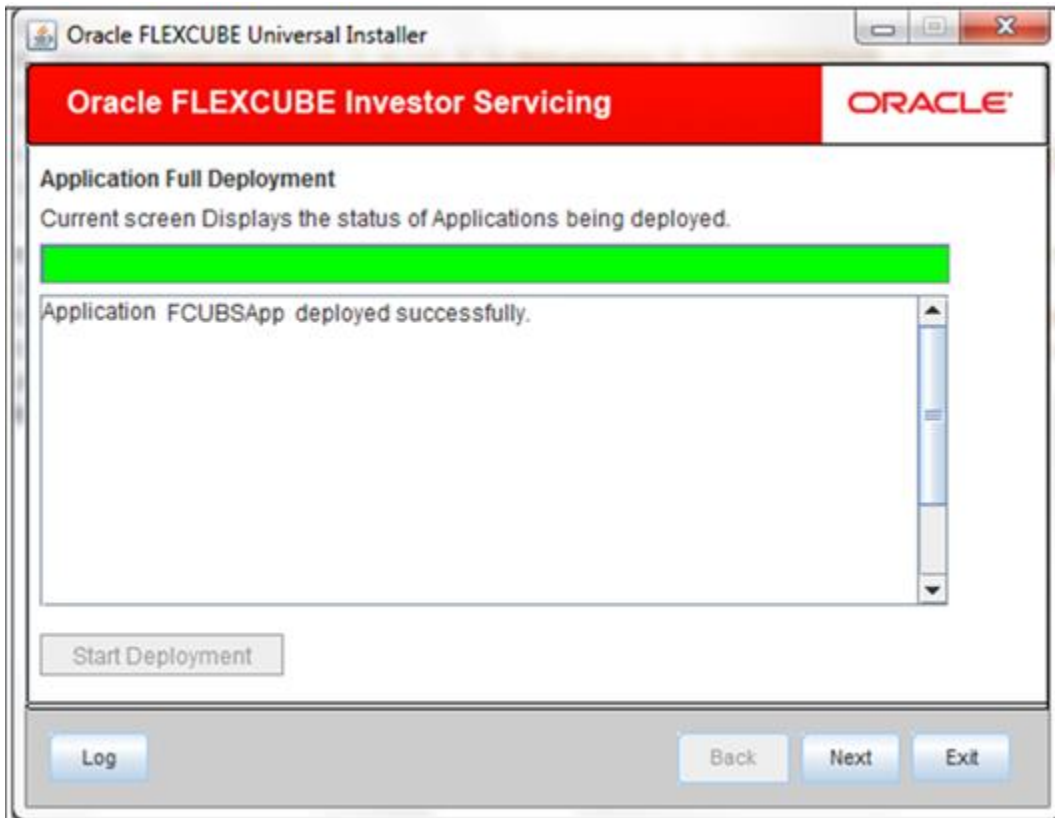 Oracle FLEXCUBE Universal Installer
Oracle FLEXCUBE Investor Servicing
ORACLE
Application Full Deployment
Current screen Displays the status of Applications being deployed.
Application FCUBSApp deployed successfully.
Start Deployment
Log Back Next Exit